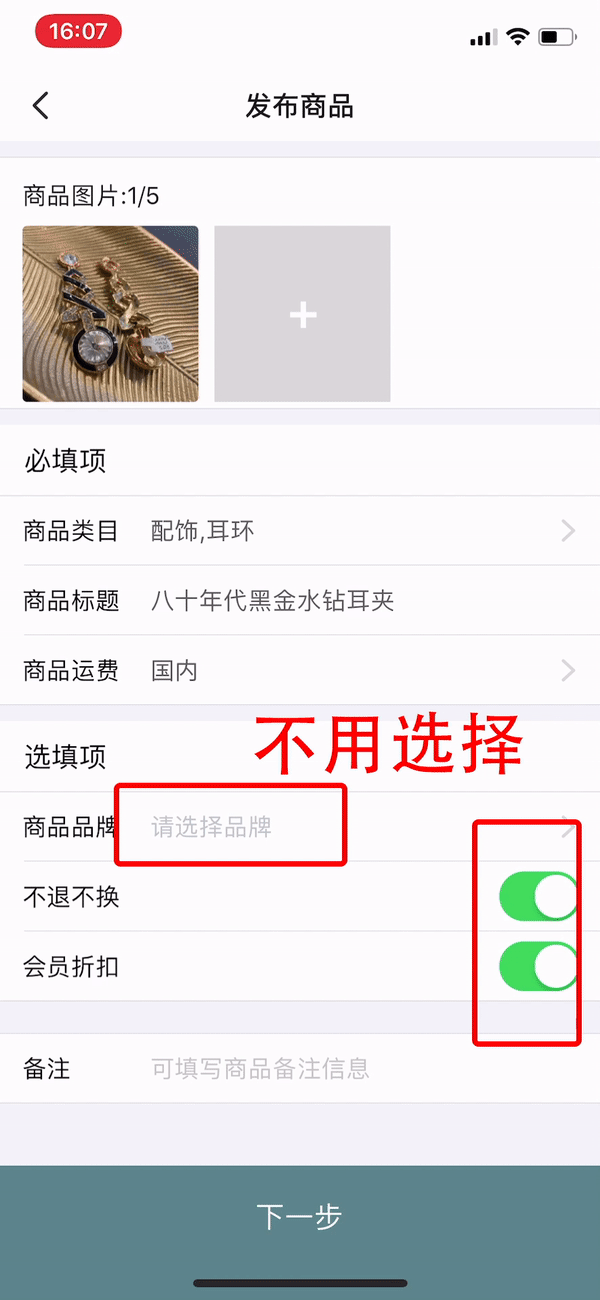 16:07
发布商品
商品图片:1/5
必填项
商品类目 配饰,耳环
商品标题 八十年代黑金水钻耳夹
商品运费 国内
不用选择
选填项
商品品牌 请选择品牌
不退不换
会员折扣
备注 可填写商品备注信息
下一步